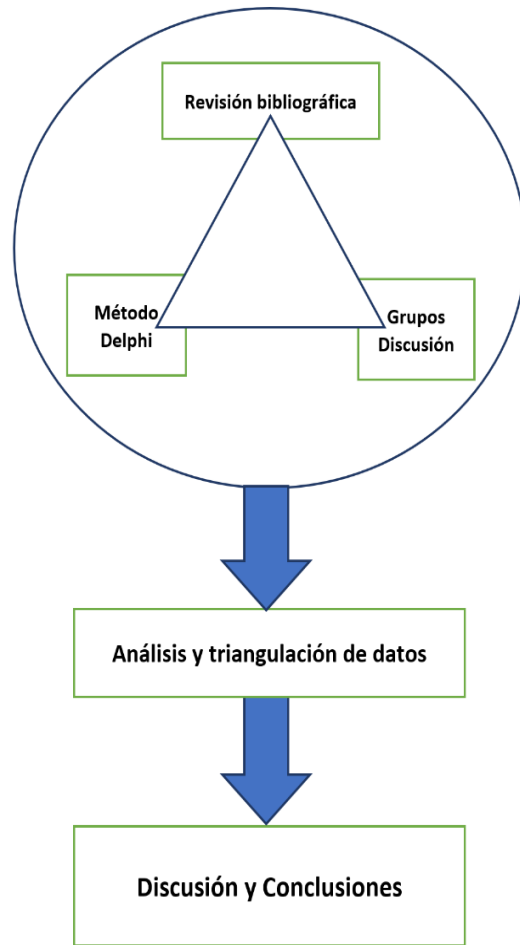 Revisión bibliográfica
Método
Delphi
Grupos
Discusión
Análisis y triangulación de datos
Discusión y Conclusiones